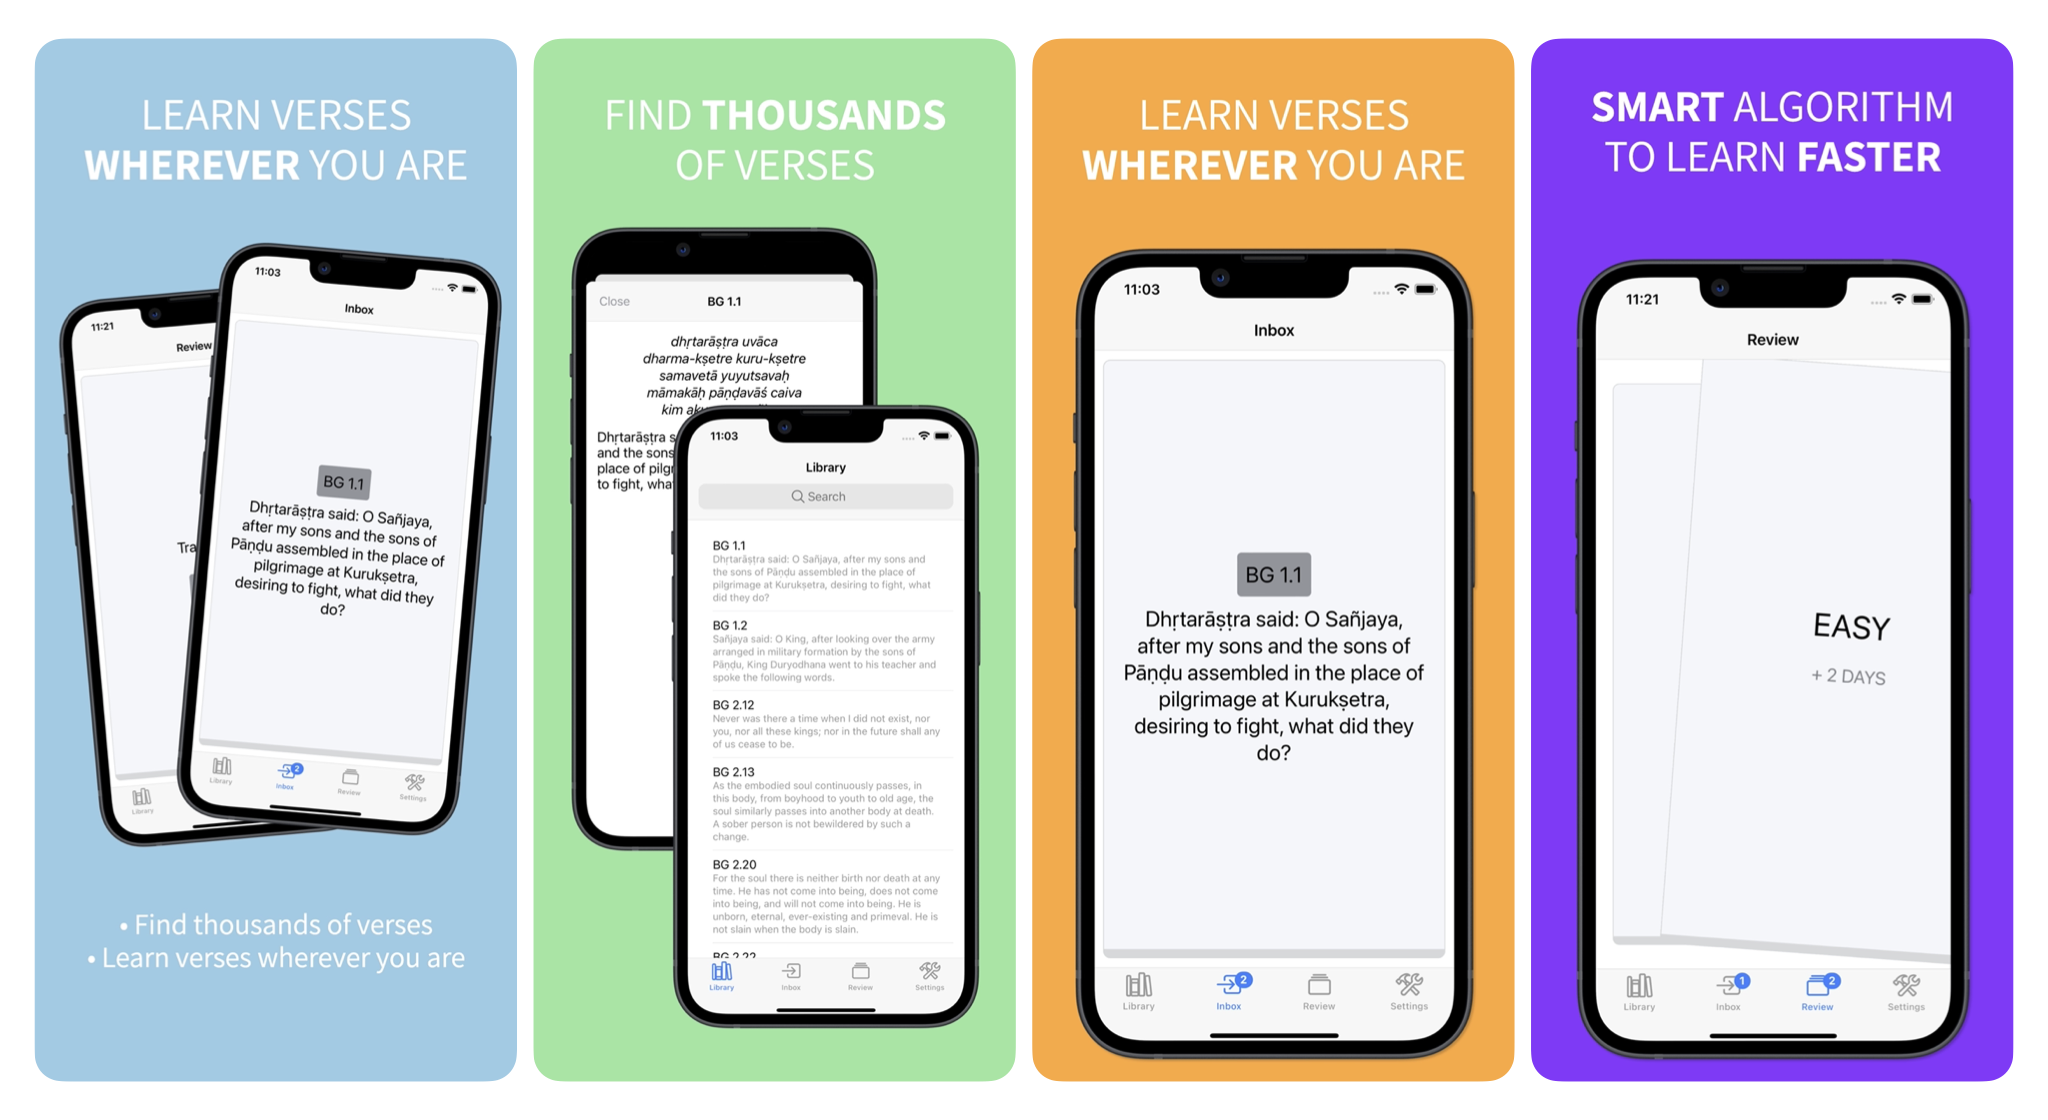 LEARN VERSES
WHEREVER YOU ARE
11:21
Review
Library
11:03
Inbox
BG 1.1
Dhṛtarāṣṭra said: O Sañjaya,
after my sons and the sons of
Pāṇḍu assembled in the place of
pilgrimage at Kurukṣetra,
desiring to fight, what did they
do?
Library
2
Inbox
Review
Settings
• Find thousands of verses
• Learn verses wherever you are
FIND THOUSANDS
OF VERSES
Close
BG 1.1
dhṛtarāṣṭra uvāca
dharma-kṣetre kuru-kṣetre
samavetā yuyutsavaḥ
māmakāḥ pāṇḍavāś caiva
kim
Dhṛtarāṣṭra
and the sons
place of
to fight,
11:03
Library
Search
BG 1.1
Dhṛtarāṣṭra said: O Sañjaya, after my sons and
the sons of Pāṇḍu assembled in the place of
pilgrimage at Kurukṣetra, desiring to fight, what
did they do?
BG 1.2
Sañjaya said: O King, after looking over the army
arranged in military formation by the sons of
Pāṇḍu, King Duryodhana went to his teacher and
spoke the following words.
BG 2.12
Never was there a time when I did not exist, nor
you, nor all these kings; nor in the future shall any
of us cease to be.
BG 2.13
As the embodied soul continuously passes, in
this body, from boyhood to youth to old age, the
soul similarly passes into another body at death.
A sober person is not bewildered by such a
change.
BG 2.20
For the soul there is neither birth nor death at any
time. He has not come into being, does not come
into being, and will not come into being. He is
unborn, eternal, ever-existing and primeval. He is
not slain when the body is slain.
BG 2.22
Library
Inbox
Review
Settings
LEARN VERSES
WHEREVER YOU ARE
11:03
Inbox
BG 1.1
Dhṛtarāṣṭra said: O Sañjaya,
after my sons and the sons of
Pāṇḍu assembled in the place of
pilgrimage at Kurukṣetra,
desiring to fight, what did they
do?
Library
2
Inbox
Review
Settings
SMART ALGORITHM
TO LEARN FASTER
11:21
Review
EASY
+ 2 DAYS
Library
1
Inbox
2
Review
Settings